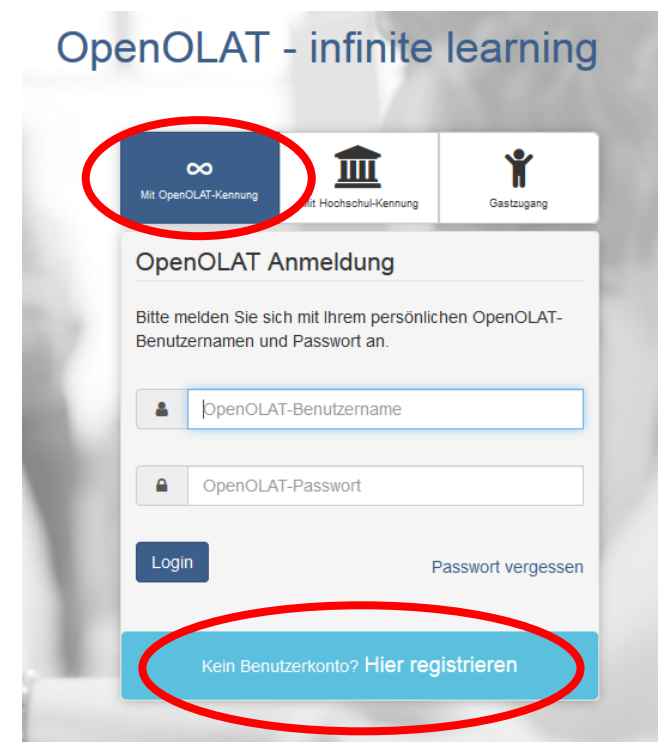 OpenOLAT - infinite learning
Mit OpenOLAT-Kennung
Mit Hochschul-Kennung
Gastzugang
OpenOLAT Anmeldung
Bitte melden Sie sich mit Ihrem persönlichen OpenOLAT-
Benutzernamen und Passwort an.
OpenOLAT-Benutzername
OpenOLAT-Passwort
Login
Passwort vergessen
Kein Benutzerkonto? Hier registrieren